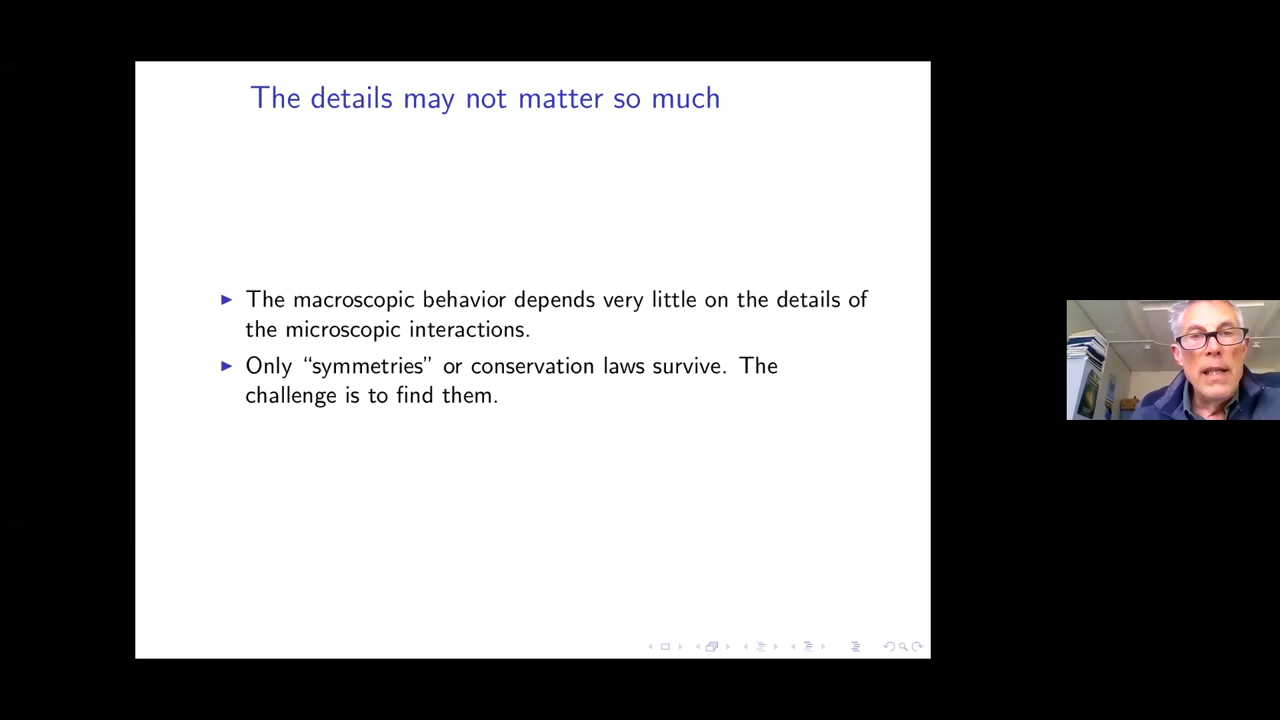 The details may not matter so much
▶ The macroscopic behavior depends very little on the details of
the microscopic interactions.
▶ Only “symmetries” or conservation laws survive. The
challenge is to find them.